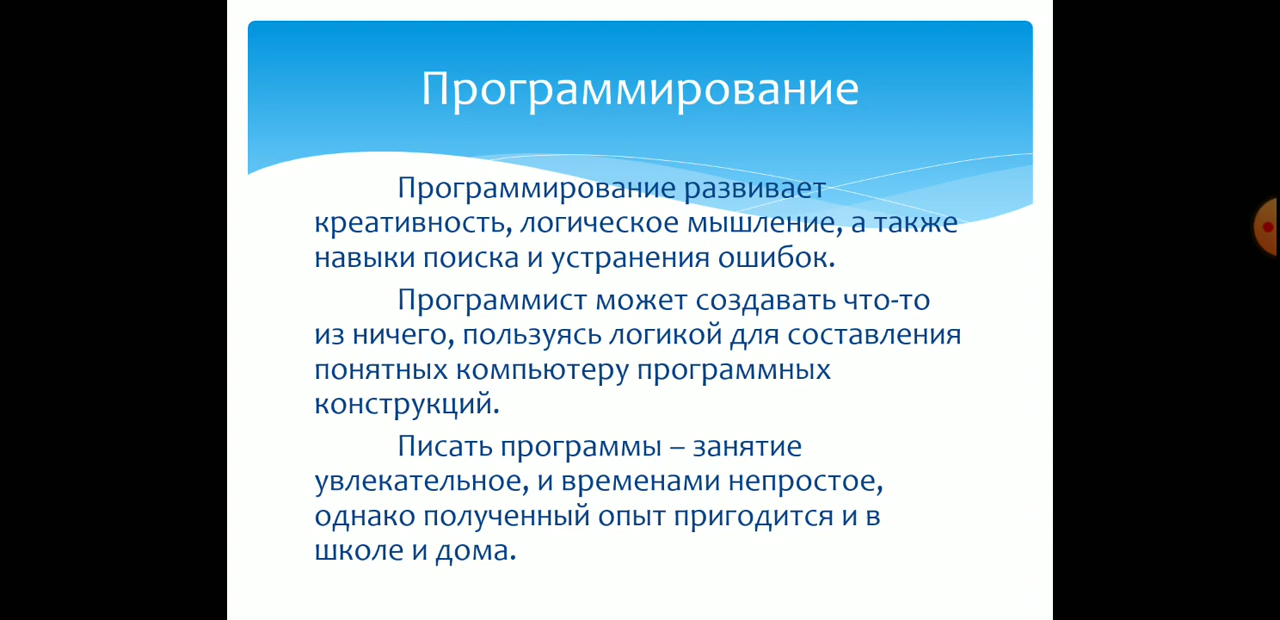 Программирование
Программирование развивает
креативность, логическое мышление, а также
навыки поиска и устранения ошибок.
Программист может создавать что-то
из ничего, пользуясь логикой для составления
понятных компьютеру программных
конструкций.
Писать программы – занятие
увлекательное, и временами непростое,
однако полученный опыт пригодится и в
школе и дома.